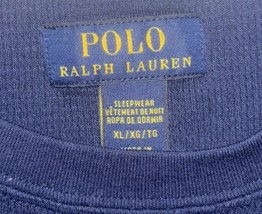 POLO
RALPH LAUREN
SLEEPWEAR
VÊTEMENT DE NUIT
ROPA DE DORMIR
XL/XG/TG